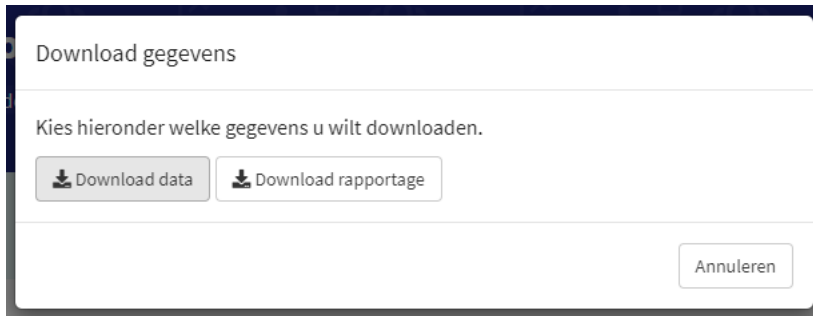 Download gegevens
Kies hieronder welke gegevens u wilt downloaden.
Download data Download rapportage
Annuleren